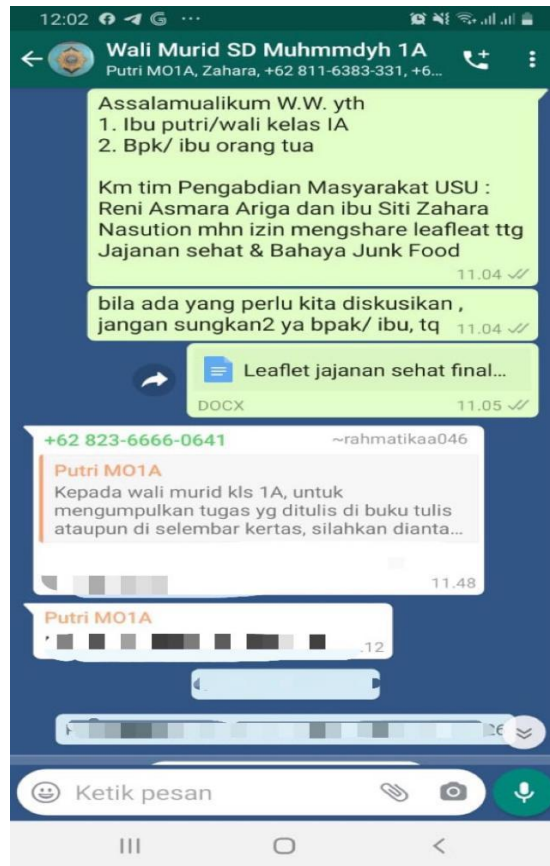 12:02
Wali Murid SD Muhmmdyh 1A
Putri MO1A, Zahara, +62 811-6383-331, +6...
Assalamualikum W.W. yth
1. Ibu putri/wali kelas IA
2. Bpk/ ibu orang tua
Km tim Pengabdian Masyarakat USU :
Reni Asmara Ariga dan ibu Siti Zahara
Nasution mhn izin mengshare leafleat ttg
Jajanan sehat & Bahaya Junk Food
11.04
bila ada yang perlu kita diskusikan ,
jangan sungkan2 ya bpak/ ibu, tq 11.04
Leaflet jajanan sehat final...
DOCX 11.05
+62 823-6666-0641 ~rahmatikaa046
Putri MO1A
Kepada wali murid kls 1A, untuk
mengumpulkan tugas yg ditulis di buku tulis
ataupun di selembar kertas, silahkan dianta...
11.48
Putri MO1A
.12
Ketik pesan